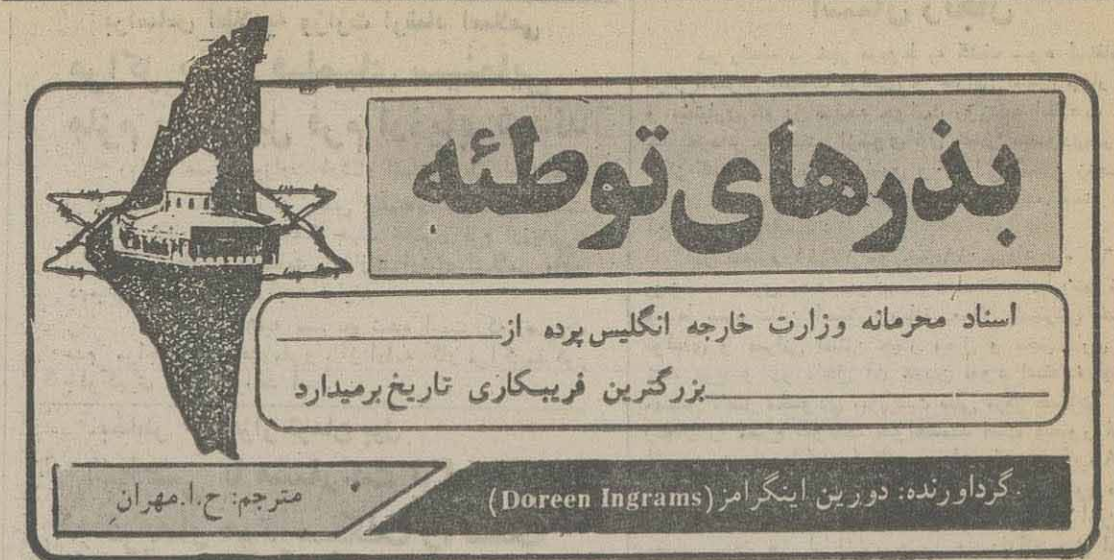 بذرهای توطئه
اسناد محرمانه وزارت خارجه انگلیس پرده از
بزرگترین فریبکاری تاریخ برمیدارد
گردآورنده: دورین اینگرامز (Doreen Ingrams)
مترجم: ح.ا.مهران